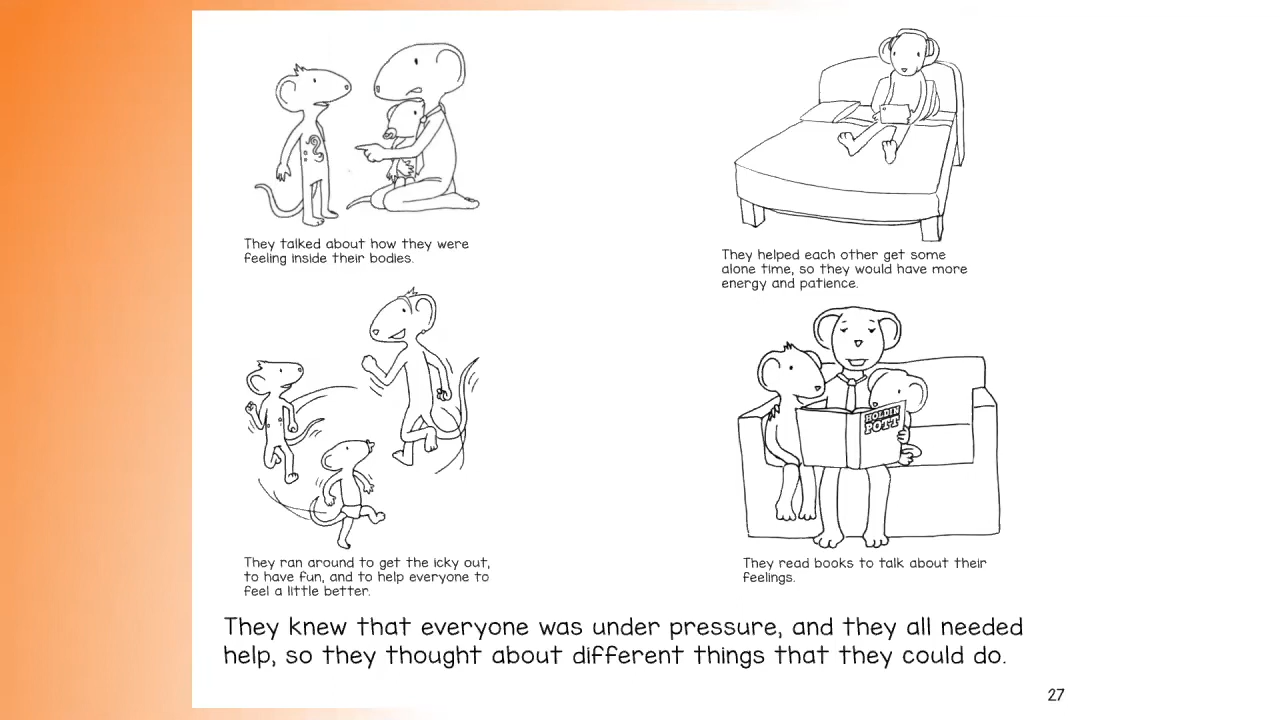 They talked about how they were
feeling inside their bodies.
They helped each other get some
alone time, so they would have more
energy and patience.
They ran around to get the icky out,
to have fun, and to help everyone to
feel a little better.
HOLDIN
POTT
They read books to talk about their
feelings.
They knew that everyone was under pressure, and they all needed
help, so they thought about different things that they could do.
27